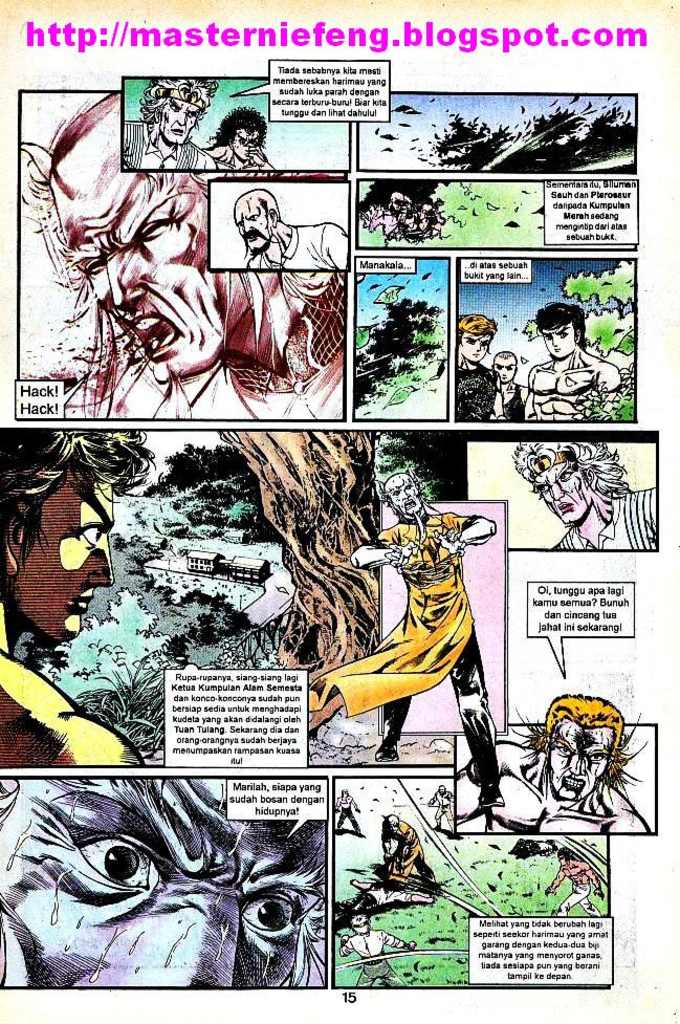 http://masterniefeng.blogspot.com
Tiada sebabnya kita mesti
membereskan harimau yang
sudah luka parah dengan
secara terburu-buru! Biar kita
tunggu dan lihat dahulu!
Hack!
Hack!
Sementara itu, Siluman
Sauh dan Pterosaur
daripada Kumpulan
Merah sedang
mengintip dari atas
sebuah bukit.
Manakala...
..di atas sebuah
bukit yang lain...
Rupa-rupanya, siang-siang lagi
Ketua Kumpulan Alam Semesta
dan konco-konconya sudah pun
bersiap sedia untuk menghadapi
kudeta yang akan didalangi oleh
Tuan Tulang. Sekarang dia dan
orang-orangnya sudah berjaya
menumpaskan rampasan kuasa
itu!
Oi, tunggu apa lagi
kamu semua? Bunuh
dan cincang tua
jahat ini sekarang!
Marilah, siapa yang
sudah bosan dengan
hidupnya!
Melihat yang tidak berkutik lagi
seperti seekor harimau yang amat
garang dengan kedua-dua biji
matanya yang menyorot ganas,
tiada sesiapa pun yang berani
tampil ke depan.
15